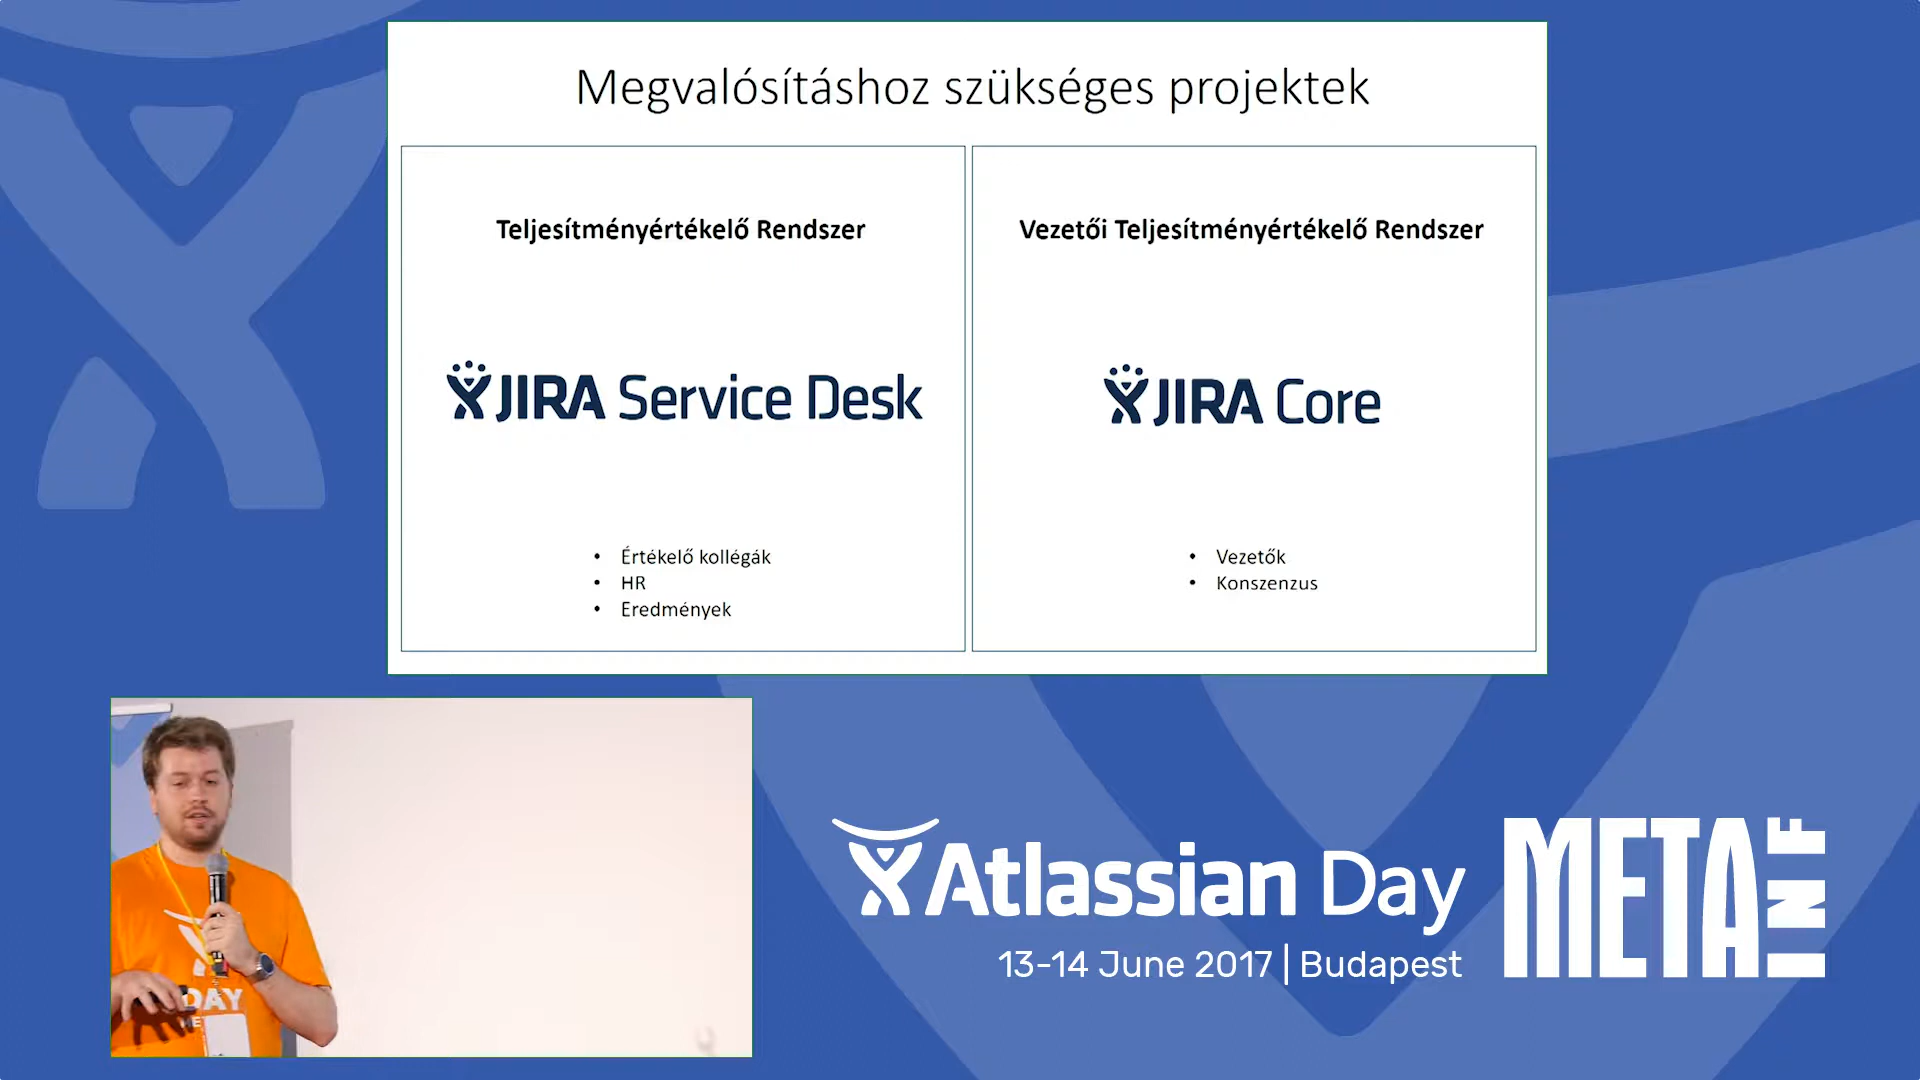 Megvalósításhoz szükséges projektek
Teljesítményértékelő Rendszer
JIRA Service Desk
• Értékelő kollégák
• HR
• Eredmények
Vezetői Teljesítményértékelő Rendszer
JIRA Core
• Vezetők
• Konszenzus
DAY
Atlassian Day
13-14 June 2017 | Budapest
META
INF